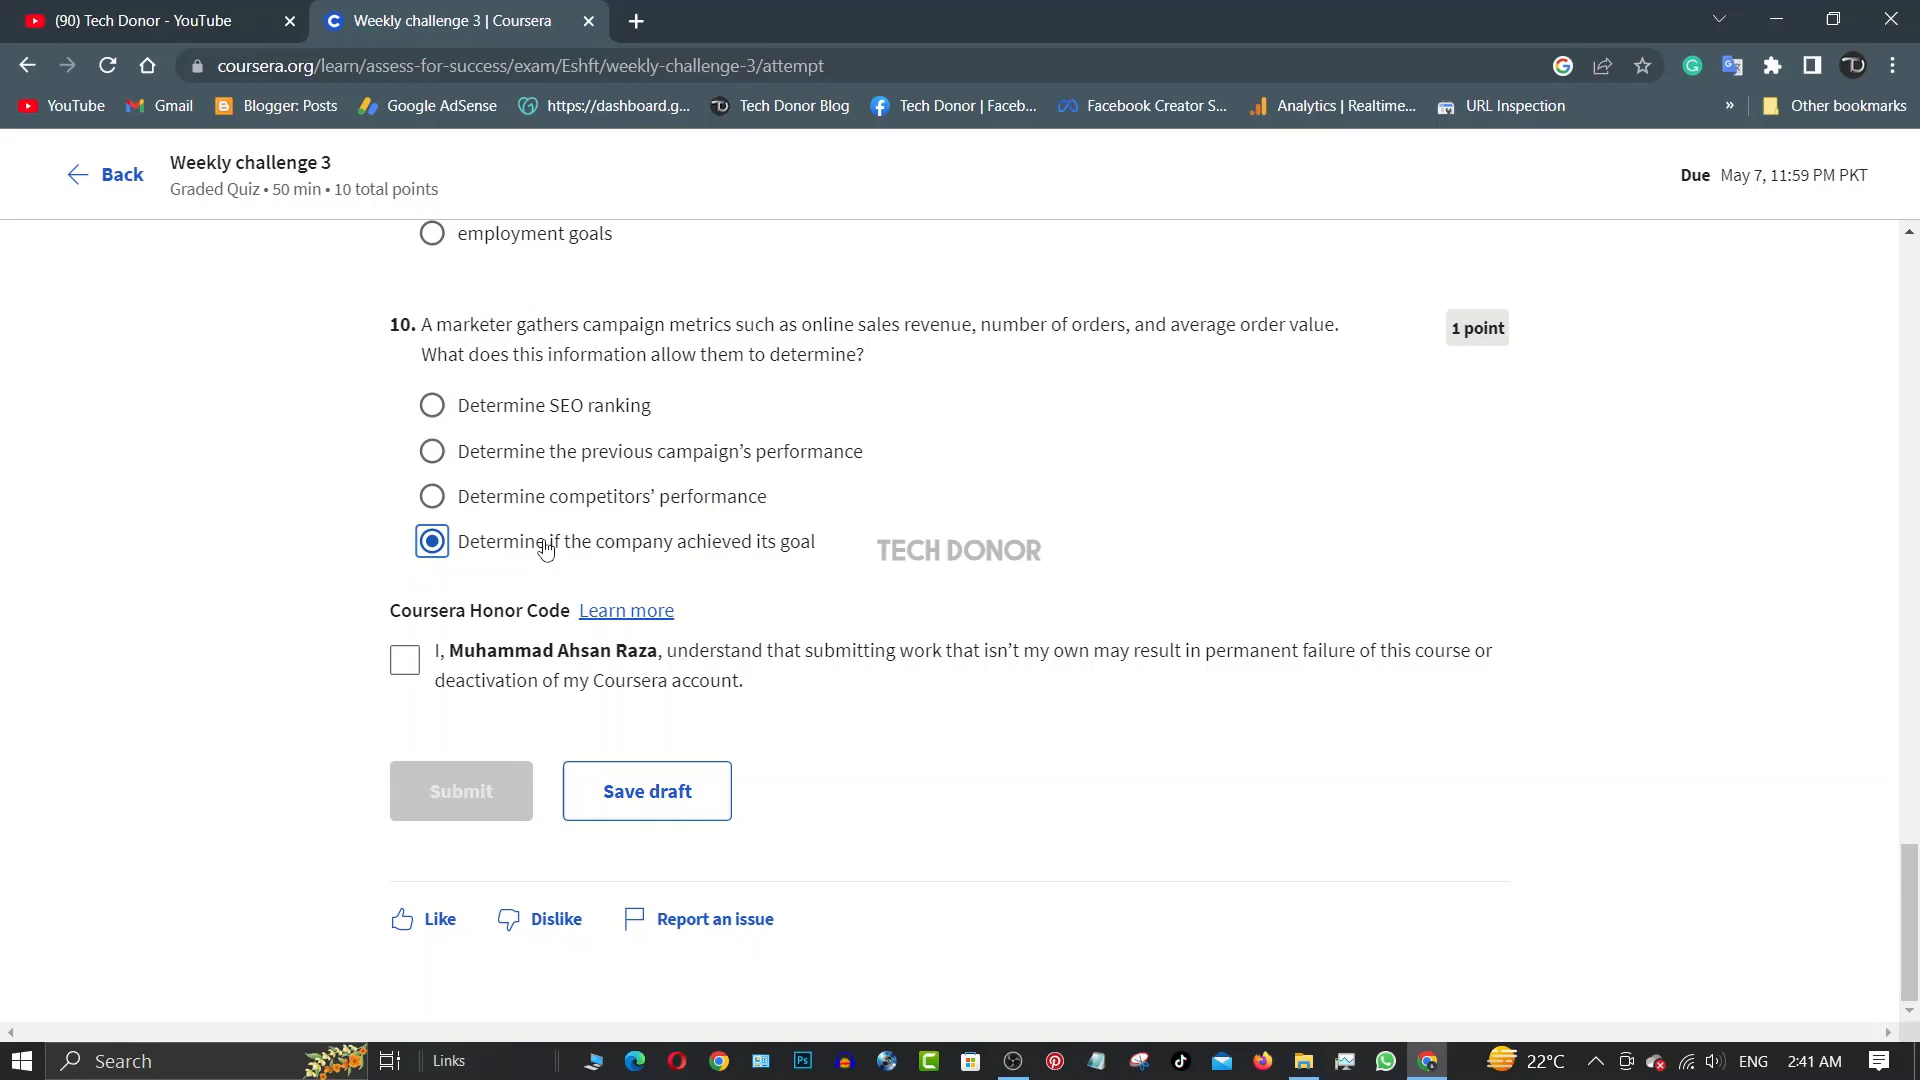 (90) Tech Donor - YouTube
Weekly challenge 3 | Coursera
coursera.org/learn/assess-for-success/exam/Eshft/weekly-challenge-3/attempt
YouTube
Gmail
Blogger: Posts
Google AdSense
https://dashboard.g...
Tech Donor Blog
Tech Donor | Faceb...
Facebook Creator S...
Analytics | Realtime...
URL Inspection
»
Other bookmarks
Back
Weekly challenge 3
Graded Quiz • 50 min • 10 total points
Due May 7, 11:59 PM PKT
employment goals
10. A marketer gathers campaign metrics such as online sales revenue, number of orders, and average order value.
What does this information allow them to determine?
1 point
Determine SEO ranking
Determine the previous campaign’s performance
Determine competitors’ performance
Determine if the company achieved its goal
TECH DONOR
Coursera Honor Code Learn more
I, Muhammad Ahsan Raza, understand that submitting work that isn’t my own may result in permanent failure of this course or
deactivation of my Coursera account.
Submit
Save draft
Like
Dislike
Report an issue
Search
Links
22°C
ENG
2:41 AM